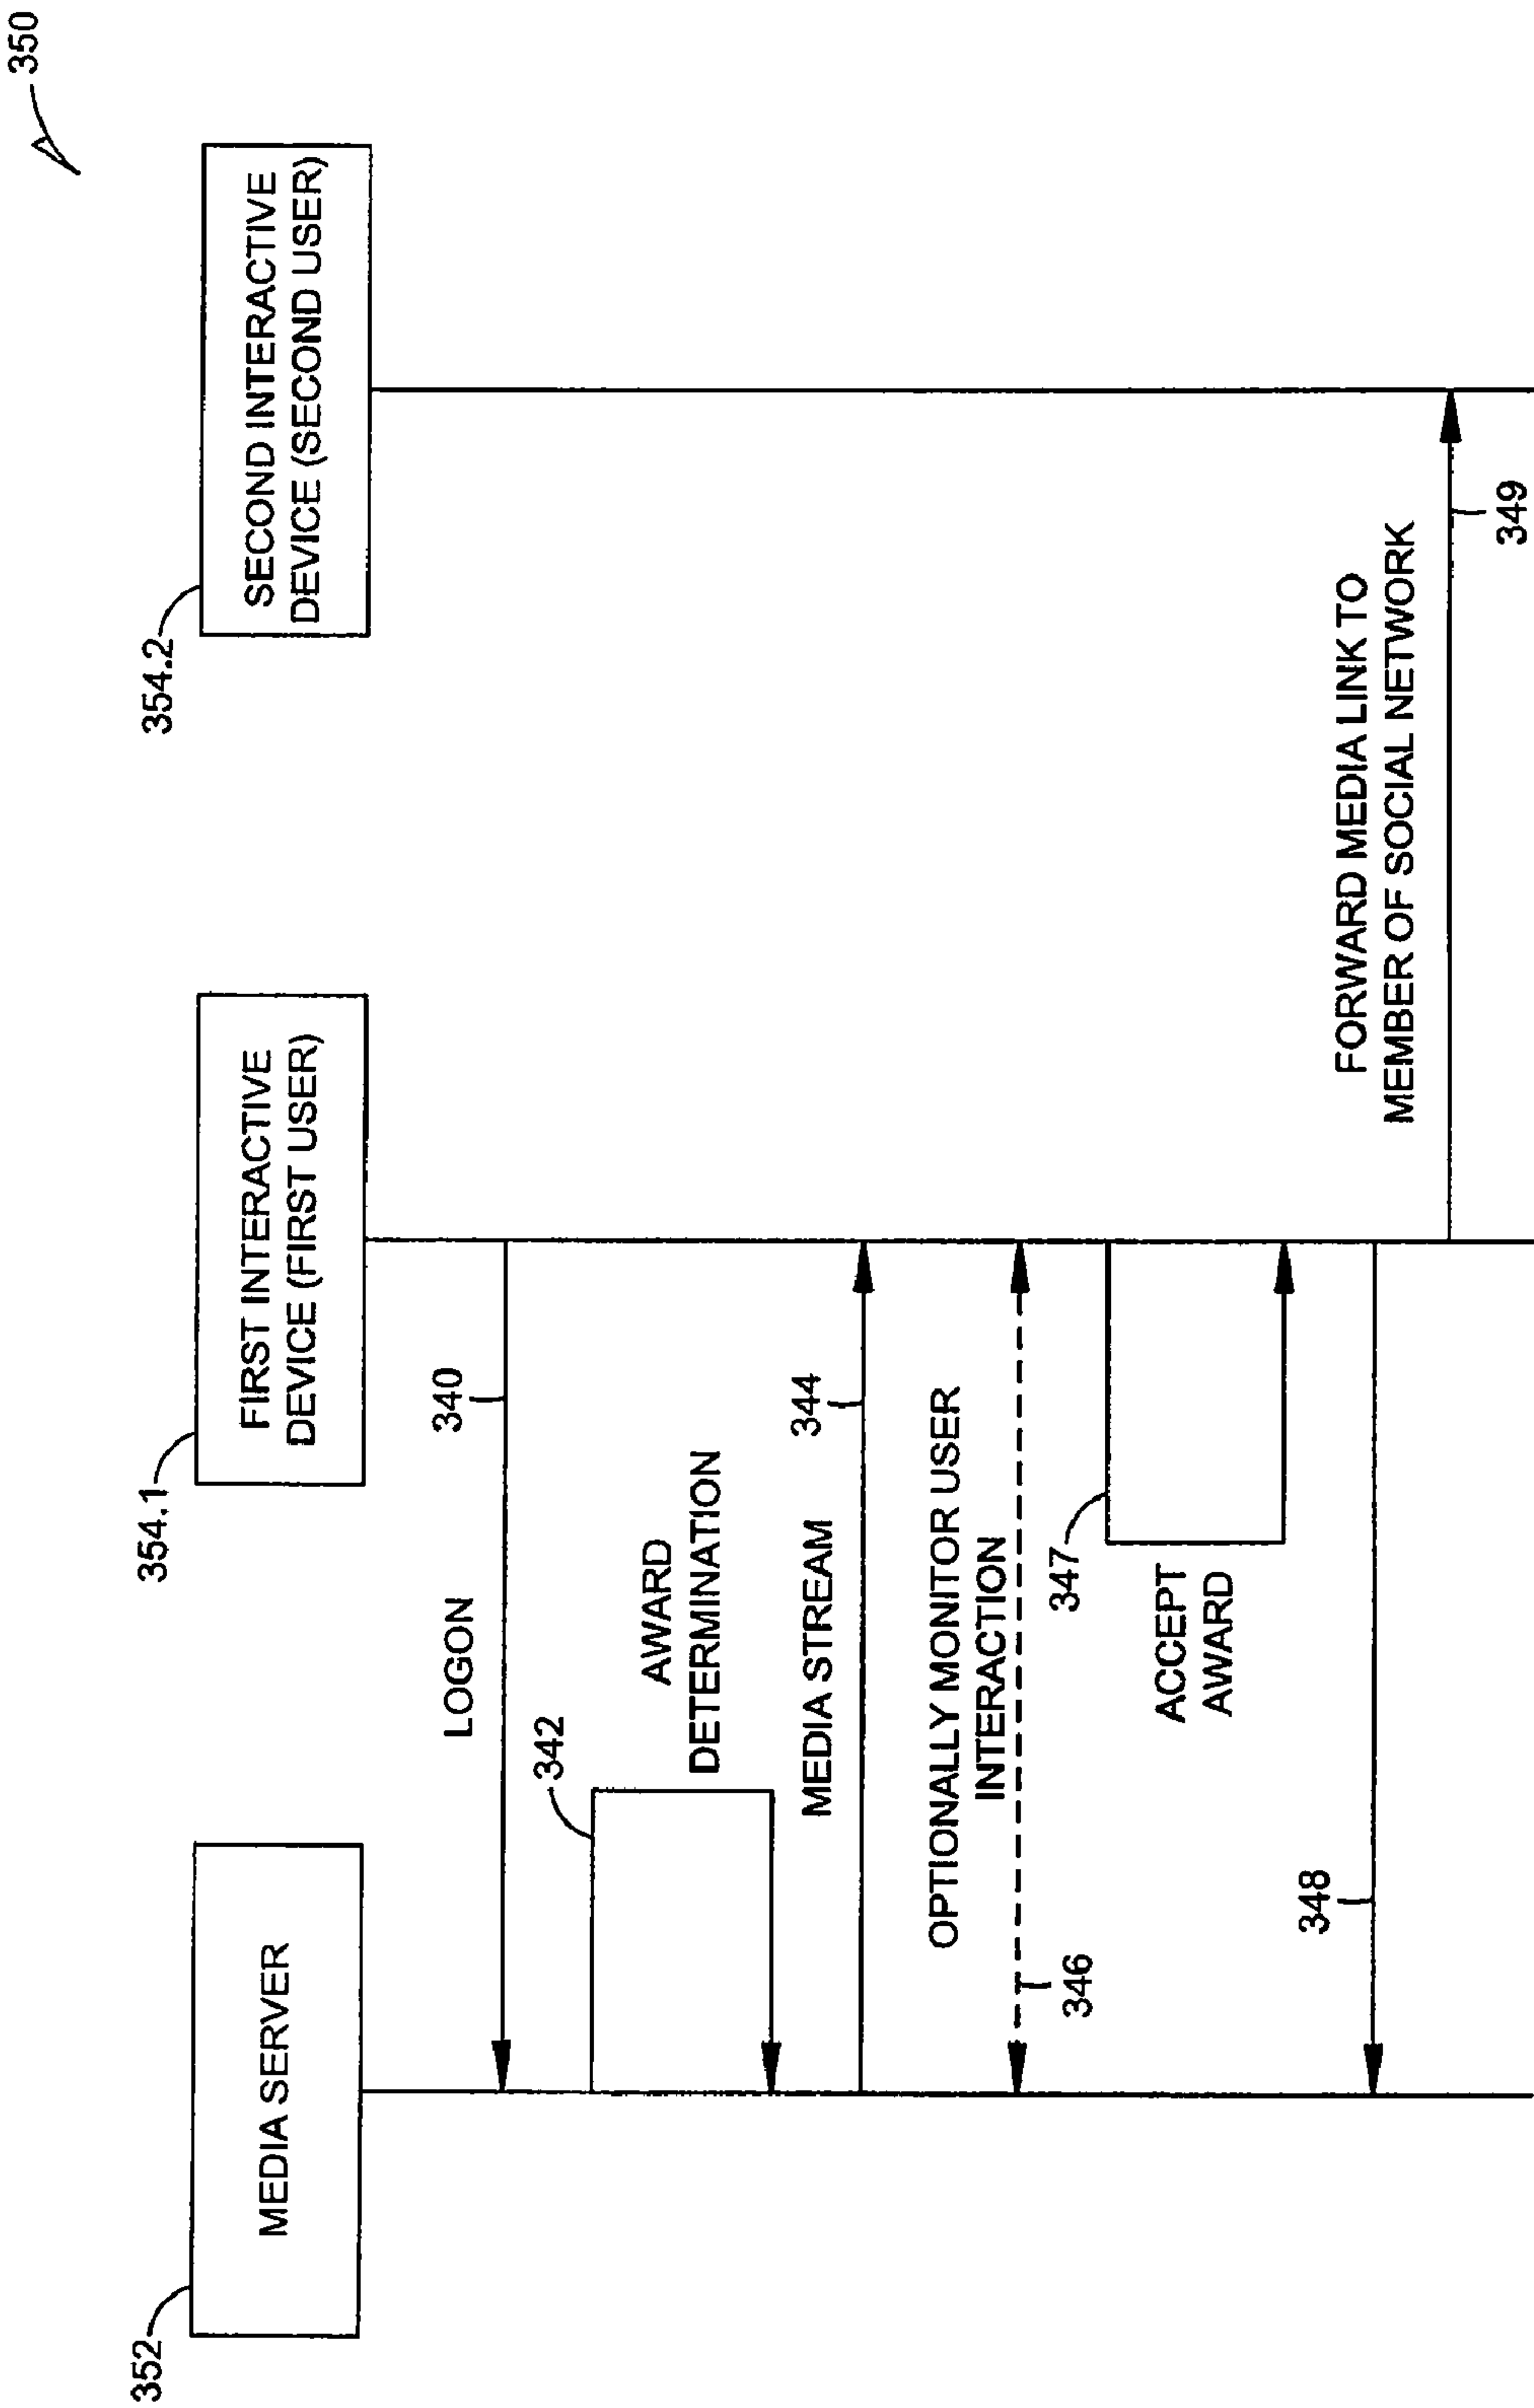 350
352
MEDIA SERVER
354.1
FIRST INTERACTIVE
DEVICE (FIRST USER)
354.2
SECOND INTERACTIVE
DEVICE (SECOND USER)
LOGON
340
342
AWARD
DETERMINATION
MEDIA STREAM
344
OPTIONALLY MONITOR USER
INTERACTION
346
347
ACCEPT
AWARD
348
FORWARD MEDIA LINK TO
MEMBER OF SOCIAL NETWORK
349